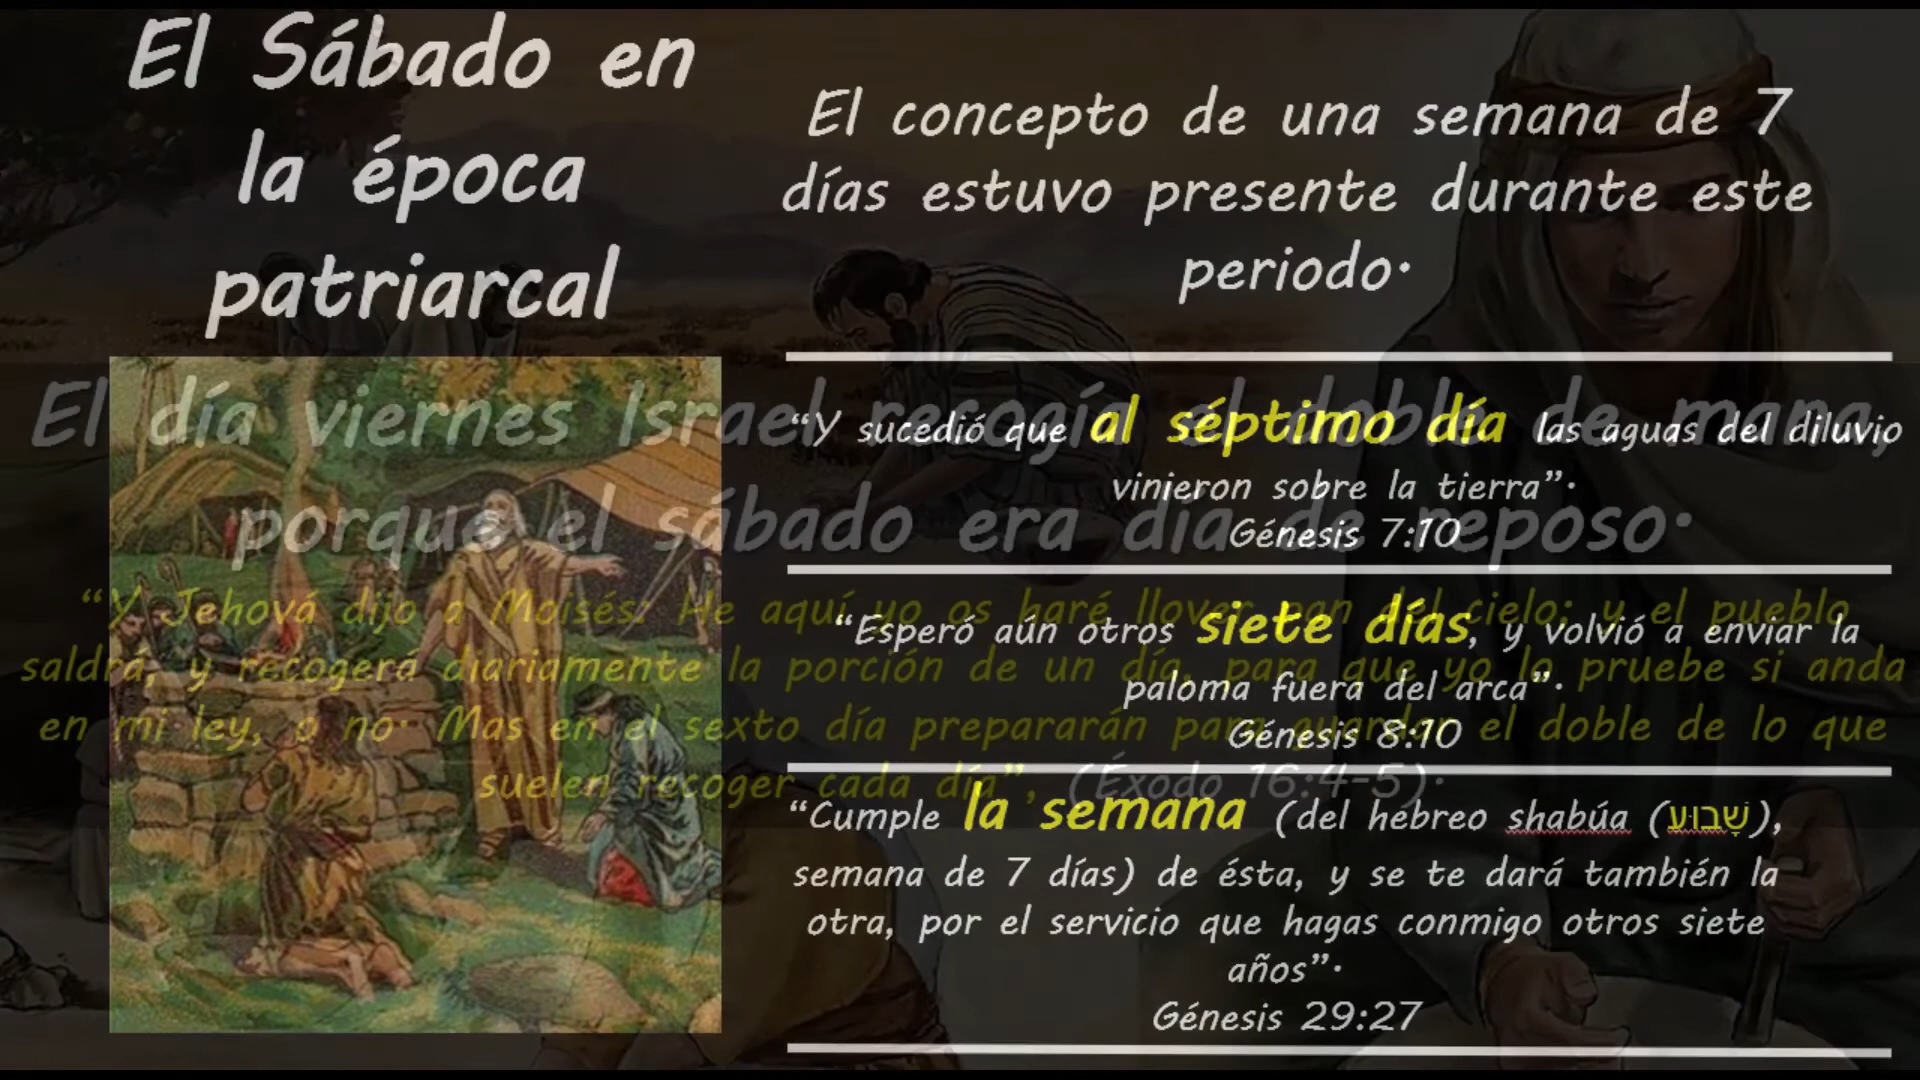 El Sábado en
la época
patriarcal
El concepto de una semana de 7
días estuvo presente durante este
periodo.
“Y sucedió que al séptimo día las aguas del diluvio
vinieron sobre la tierra”.
Génesis 7:10
“Esperó aún otros siete días, y volvió a enviar la
paloma fuera del arca”.
Génesis 8:10
“Cumple la semana (del hebreo shabúa (שָׁבוּעַ),
semana de 7 días) de ésta, y se te dará también la
otra, por el servicio que hagas conmigo otros siete
años”.
Génesis 29:27
El día viernes Israel recogía el doble de mana,
porque el sábado era día de reposo.
“Y Jehová dijo a Moisés: He aquí yo os haré llover pan del cielo; y el pueblo
saldrá, y recogerá diariamente la porción de un día, para que yo lo pruebe si anda
en mi ley, o no. Mas en el sexto día prepararán para guardar el doble de lo que
suelen recoger cada día”, (Éxodo 16:4-5).